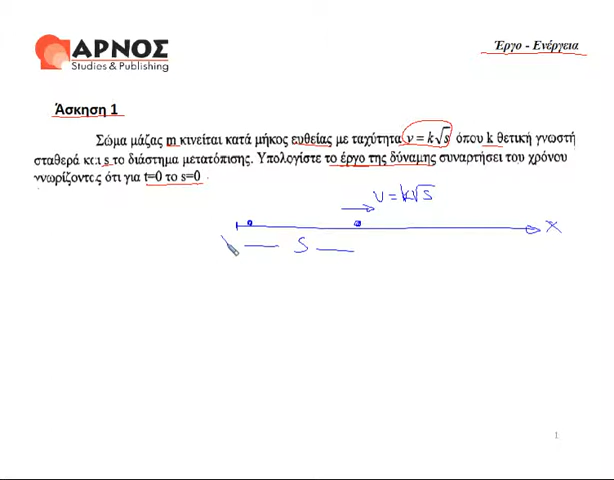 ΑΡΝΟΣ
Studies & Publishing
Έργο - Ενέργεια
Άσκηση 1
Σώμα μάζας m κινείται κατά μήκος ευθείας με ταχύτητα v = k√s όπου k θετική γνωστή
σταθερά και s το διάστημα μετατόπισης. Υπολογίστε το έργο της δύναμης συναρτήσει του χρόνου
γνωρίζοντας ότι για t=0 το s=0
υ = k√s
x
S
1